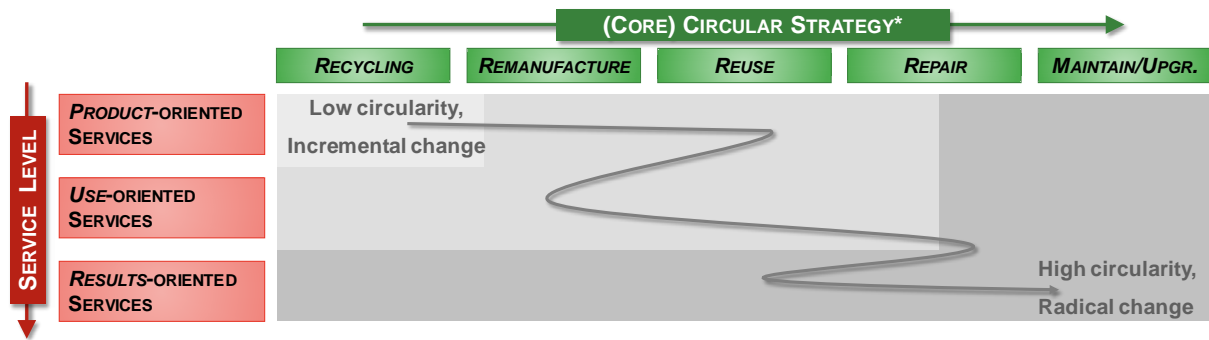 (CORE) CIRCULAR STRATEGY*
RECYCLING
REMANUFACTURE
REUSE
REPAIR
MAINTAIN/UPGR.
SERVICE LEVEL
PRODUCT-ORIENTED
SERVICES
Low circularity,
Incremental change
USE-ORIENTED
SERVICES
RESULTS-ORIENTED
SERVICES
High circularity,
Radical change